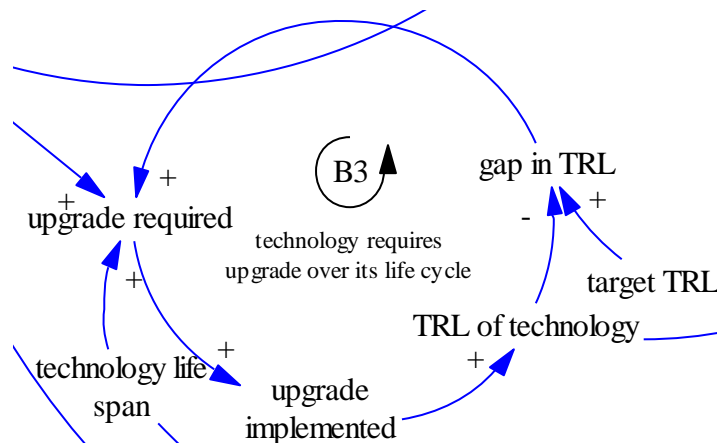 B3
gap in TRL
+
+
-
+
upgrade required
technology requires
upgrade over its life cycle
+
target TRL
TRL of technology
+
+
technology life
span
upgrade
implemented